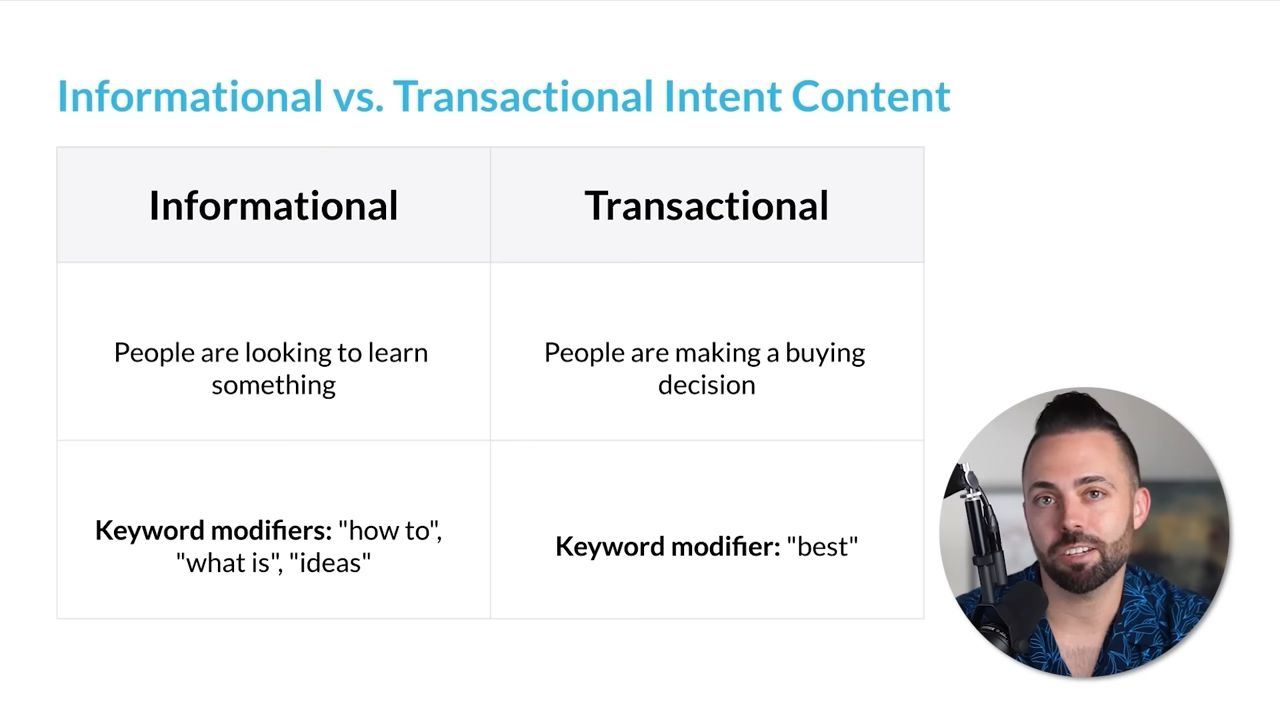 Informational vs. Transactional Intent Content
Informational
Transactional
People are looking to learn
something
People are making a buying
decision
Keyword modifiers: "how to",
"what is", "ideas"
Keyword modifier: "best"